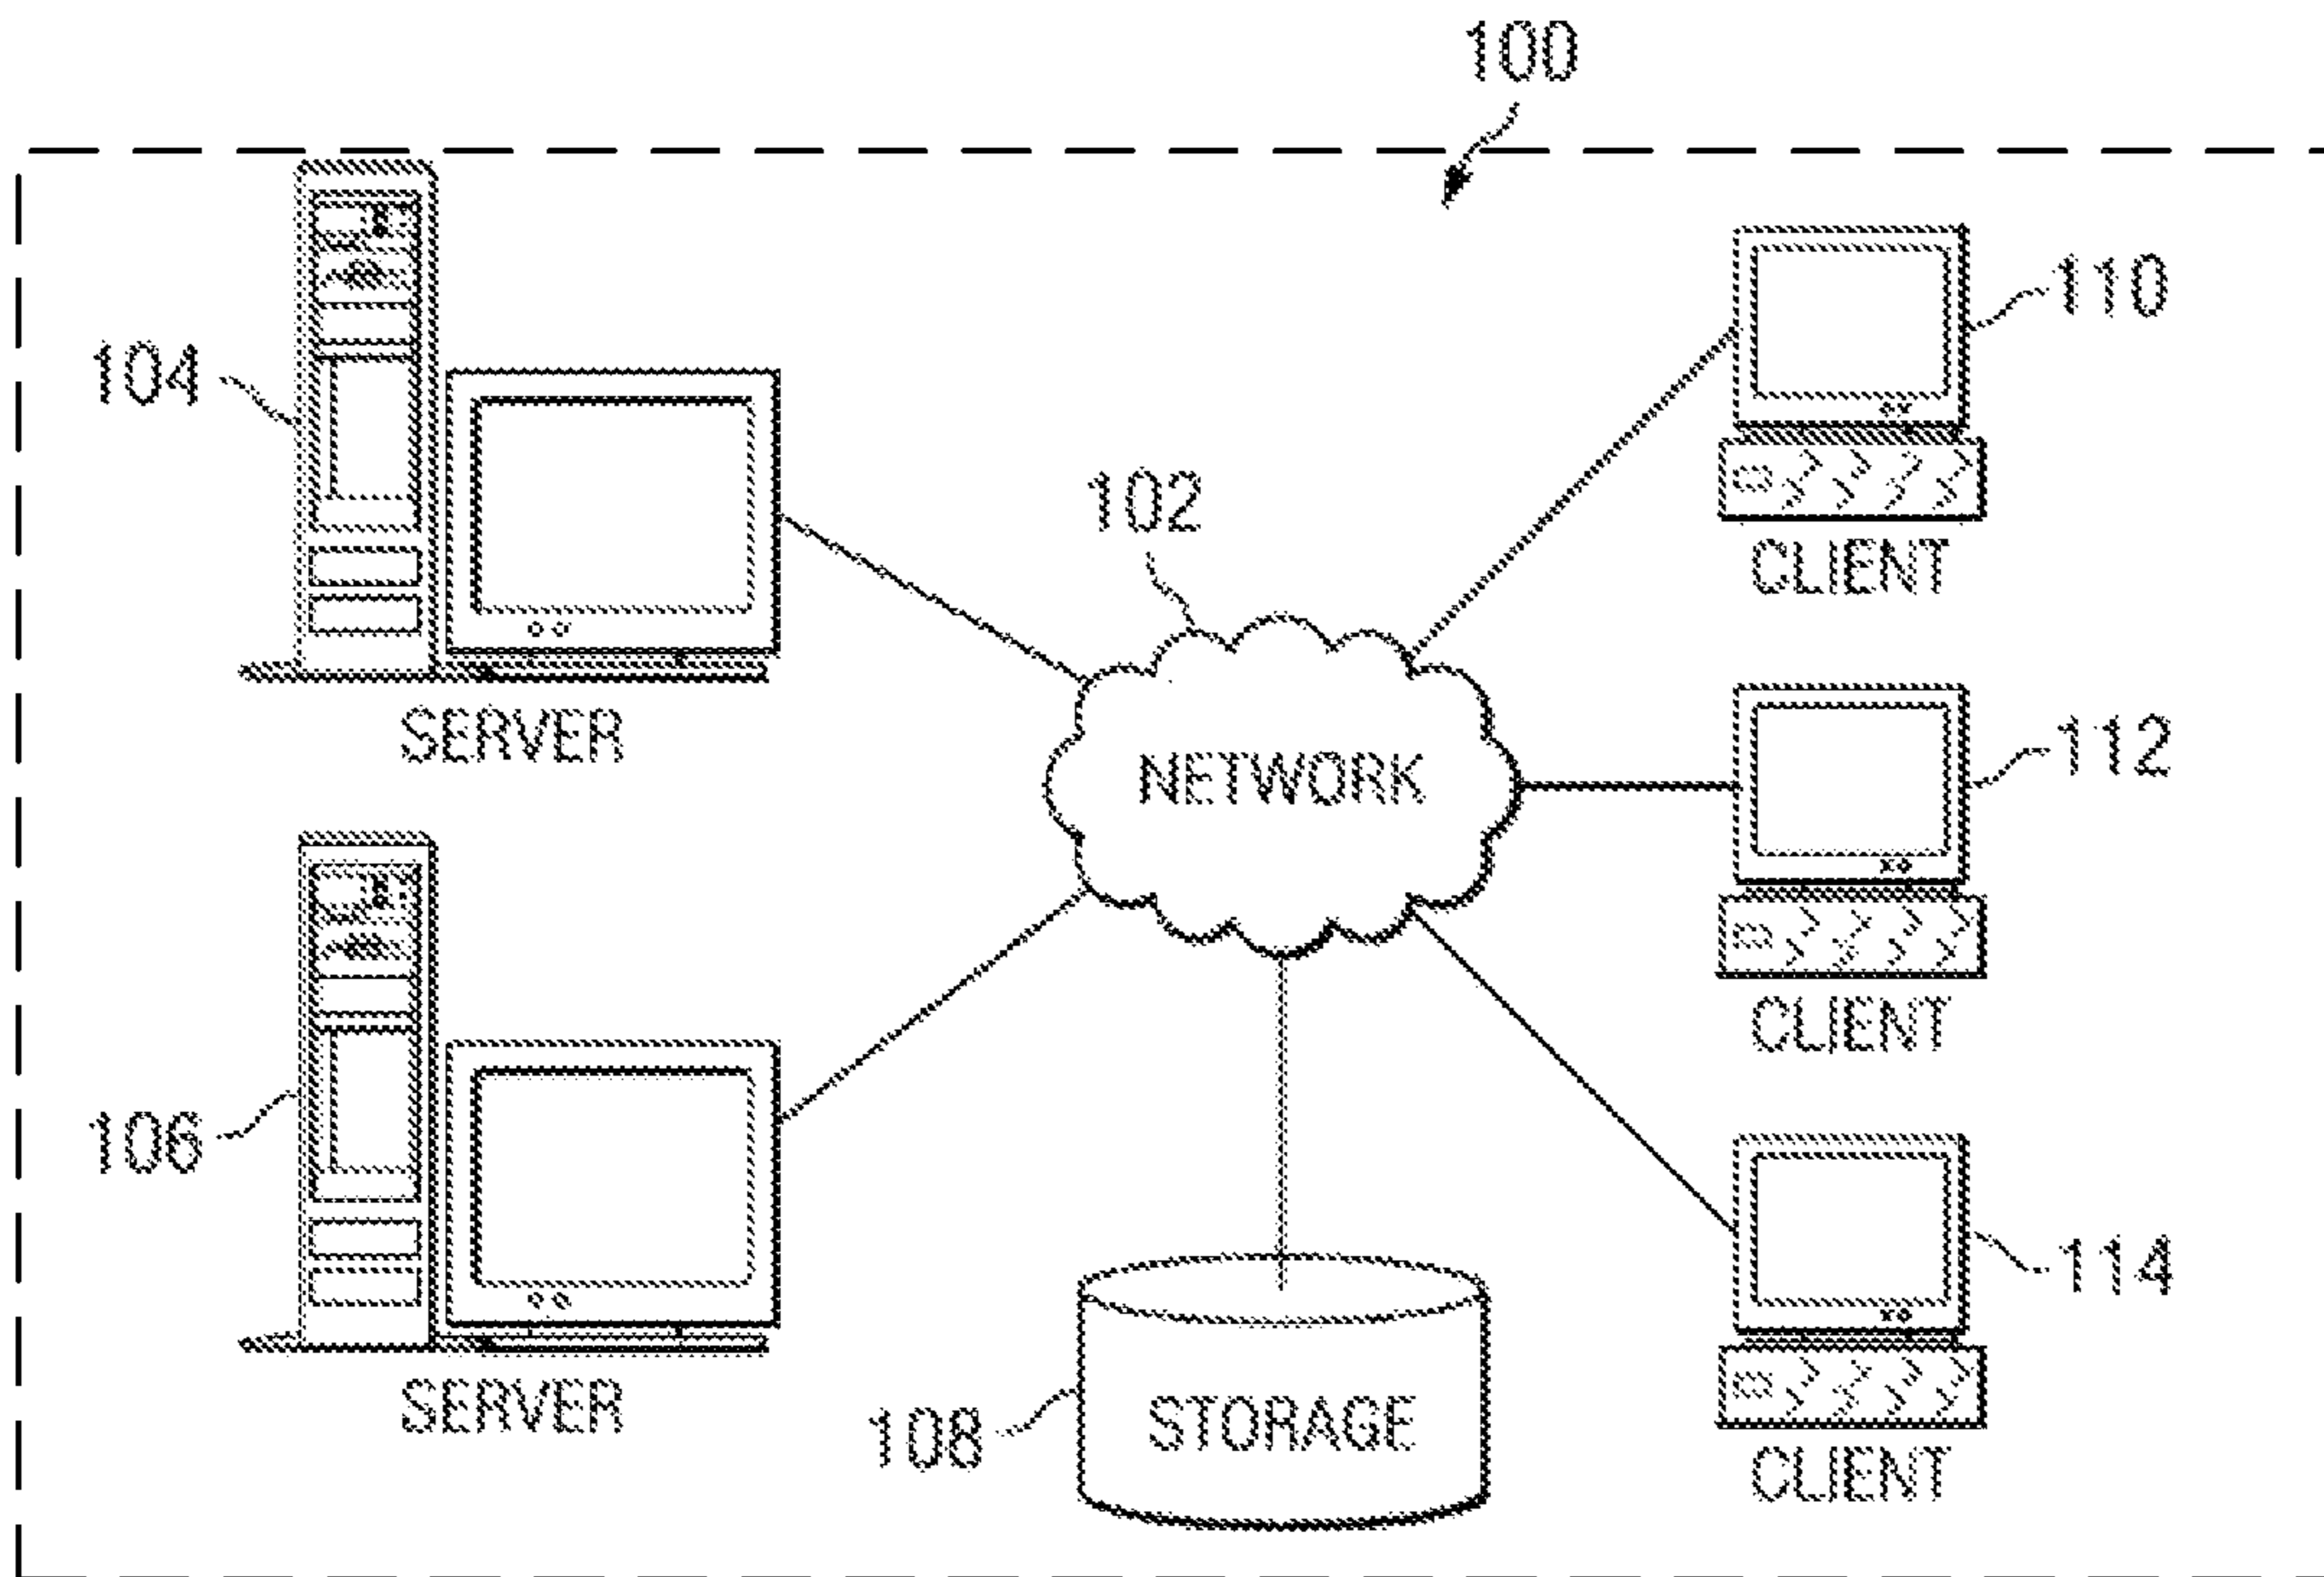 100
104
110
CLIENT
102
SERVER
NETWORK
112
CLIENT
106
114
SERVER
108
STORAGE
CLIENT